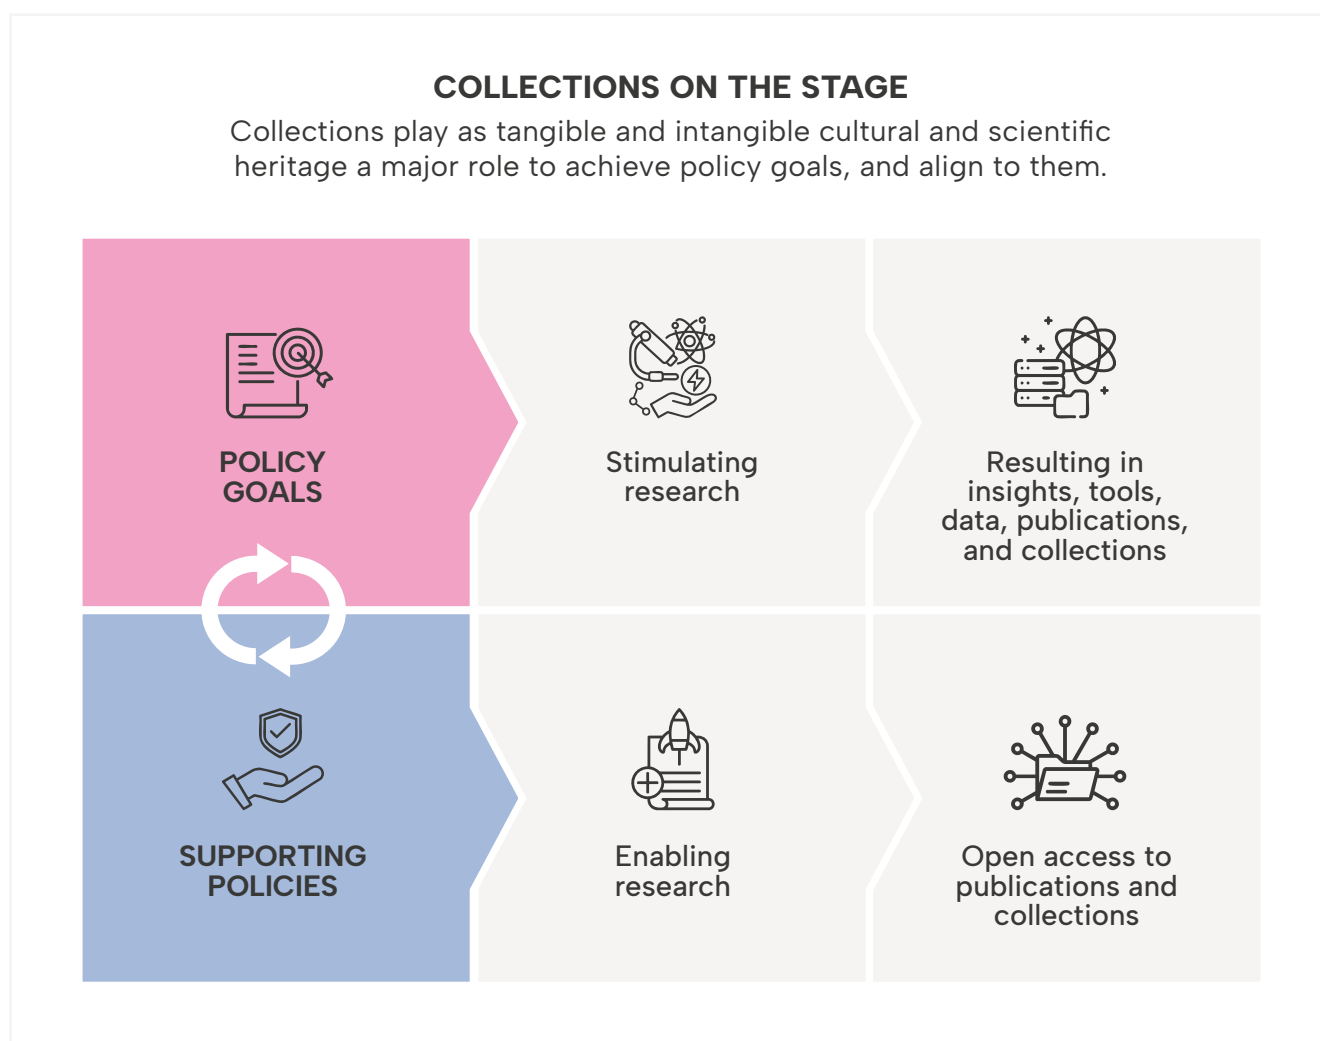 COLLECTIONS ON THE STAGE
Collections play as tangible and intangible cultural and scientific
heritage a major role to achieve policy goals, and align to them.
POLICY
GOALS
Stimulating
research
Resulting in
insights, tools,
data, publications,
and collections
SUPPORTING
POLICIES
Enabling
research
Open access to
publications and
collections